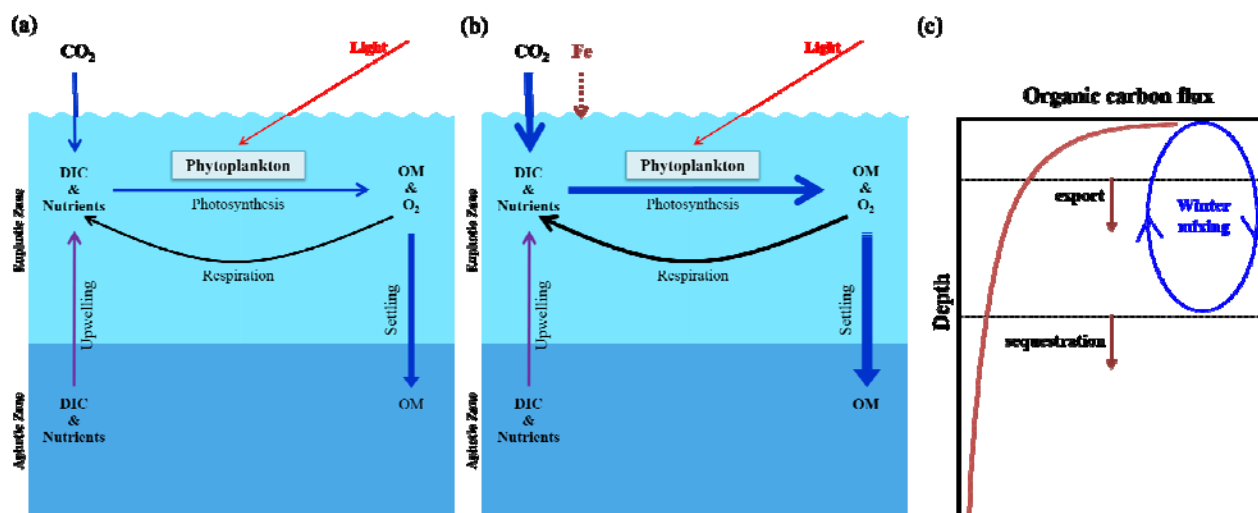 (a)
CO₂
Light
DIC
&
Nutrients
Phytoplankton
Photosynthesis
OM
&
O₂
Respiration
Upwelling
Settling
Euphotic Zone
Aphotic Zone
DIC
&
Nutrients
OM
(b)
CO₂
Fe
Light
DIC
&
Nutrients
Phytoplankton
Photosynthesis
OM
&
O₂
Respiration
Upwelling
Settling
Euphotic Zone
Aphotic Zone
DIC
&
Nutrients
OM
(c)
Organic carbon flux
Depth
export
Winter
mixing
sequestration